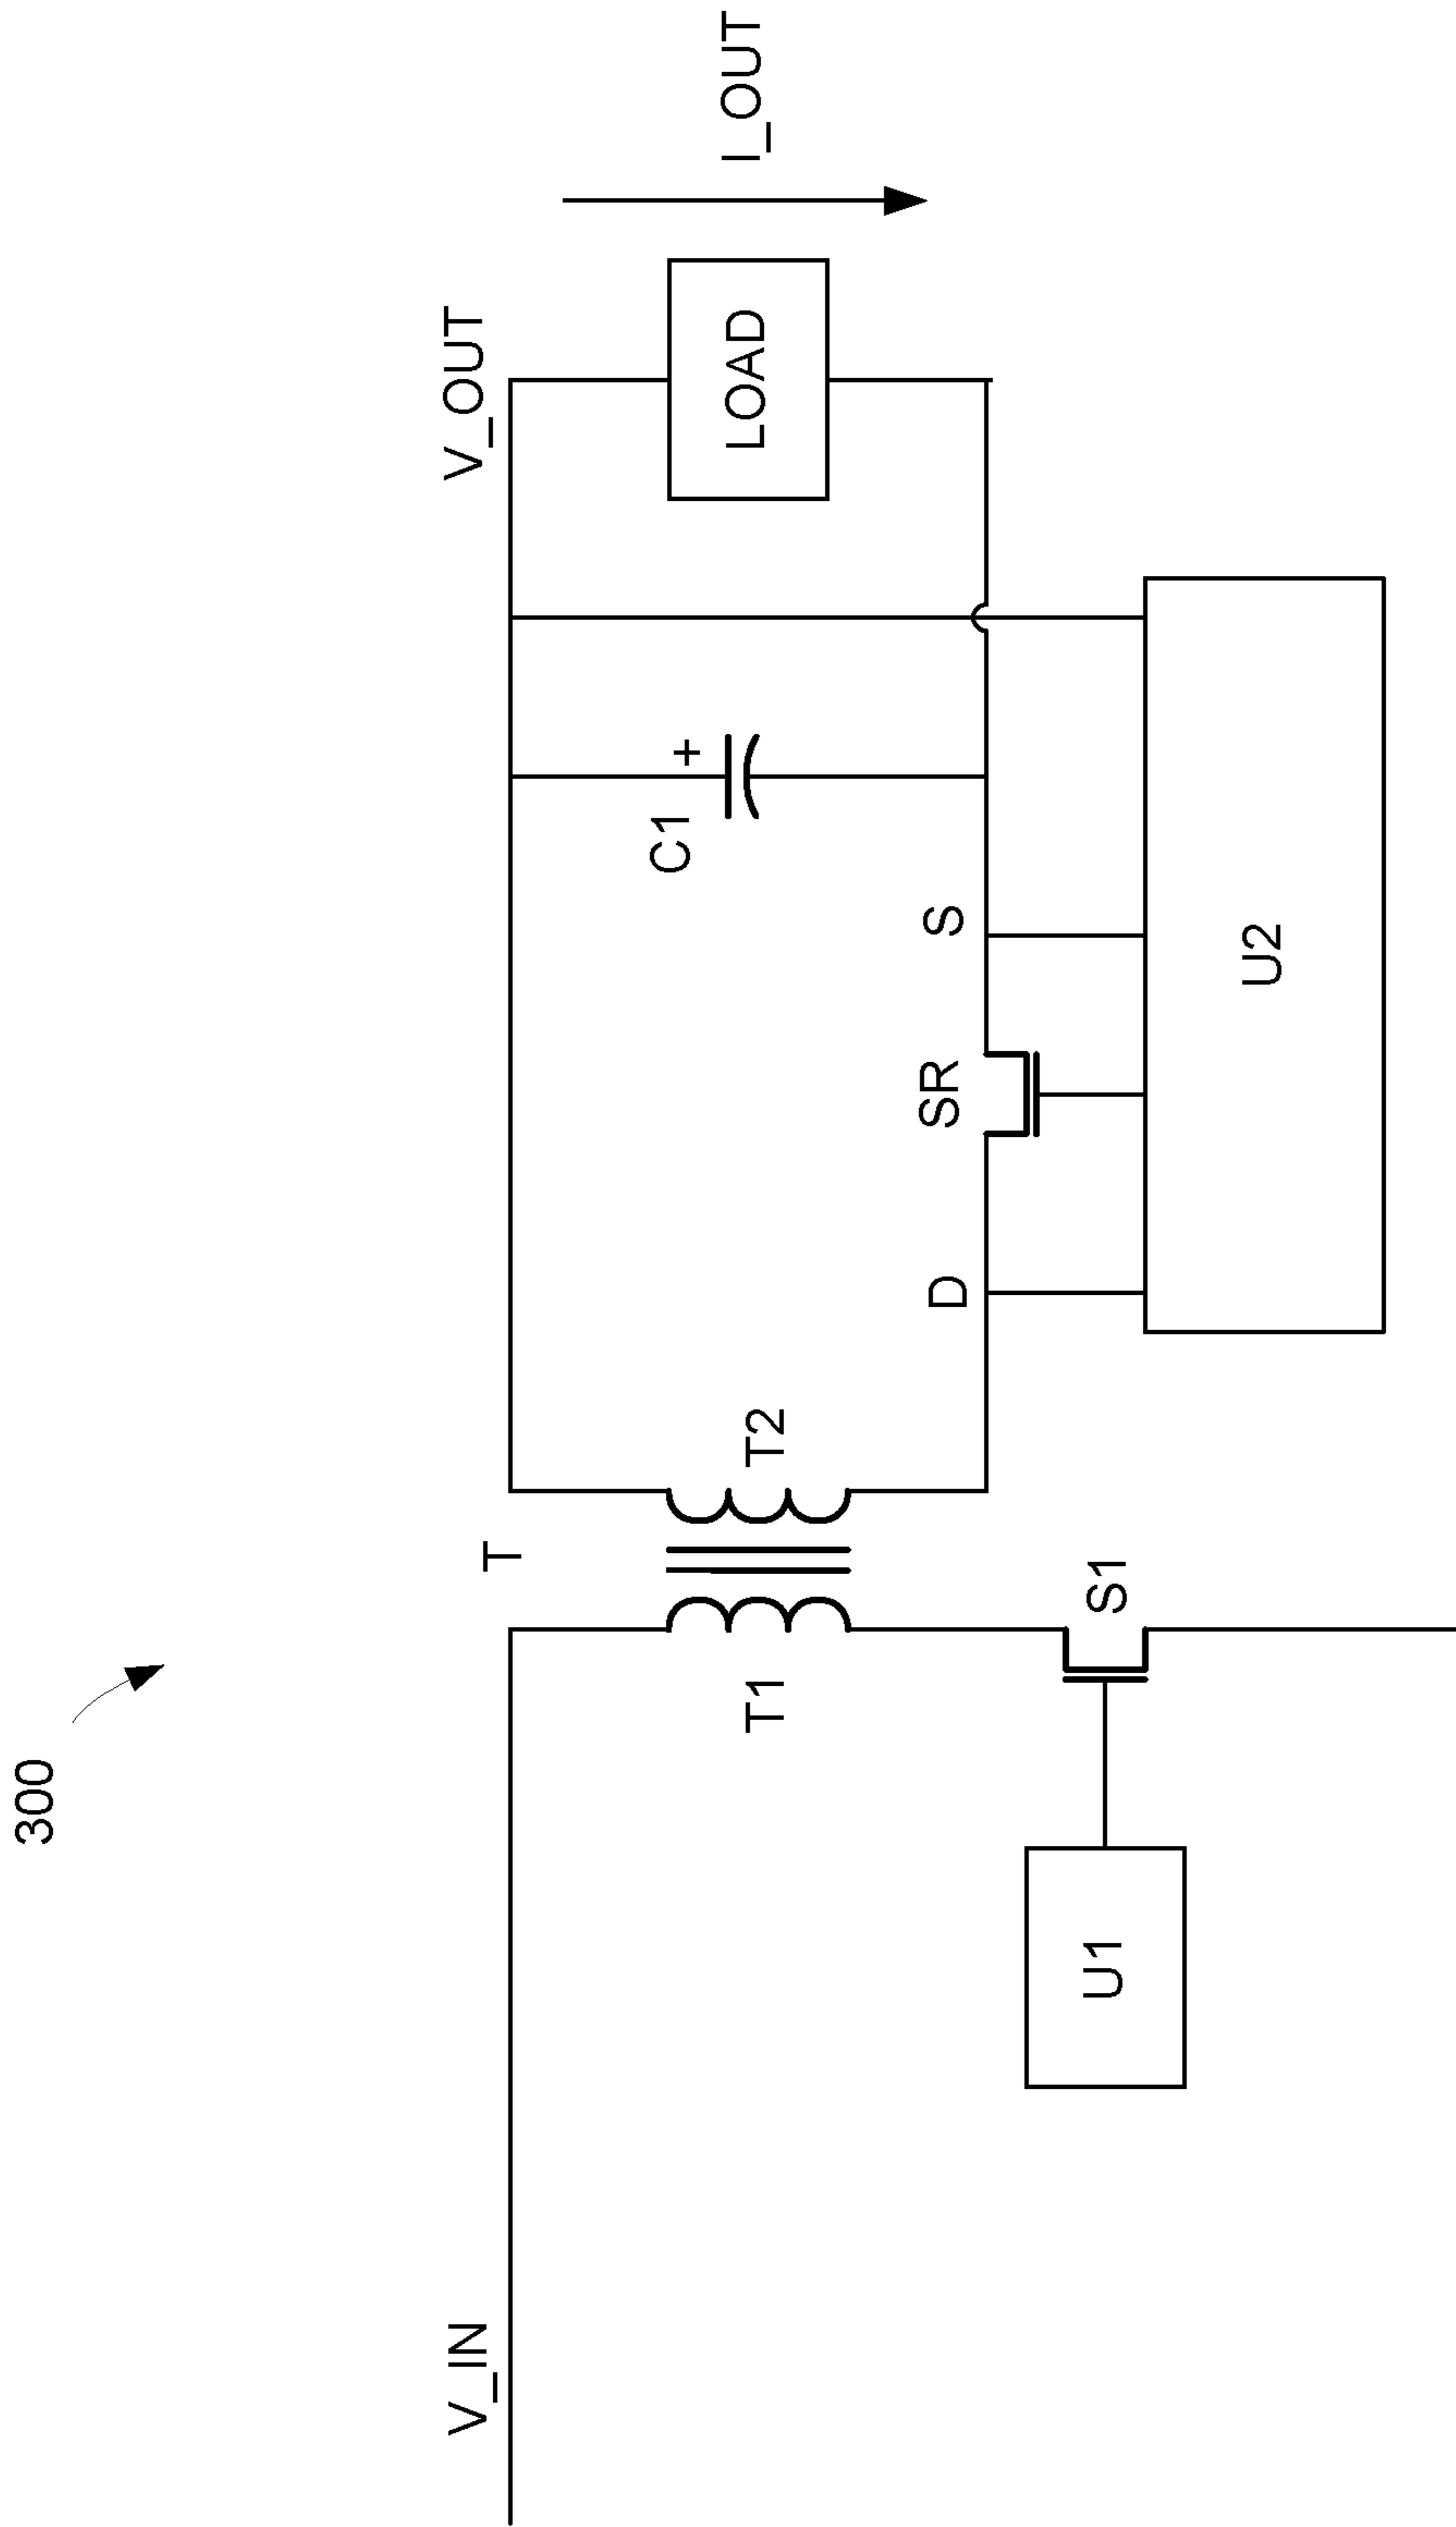 300
V_IN
T
V_OUT
T1
T2
C1
+
LOAD
I_OUT
D
SR
S
U1
S1
U2